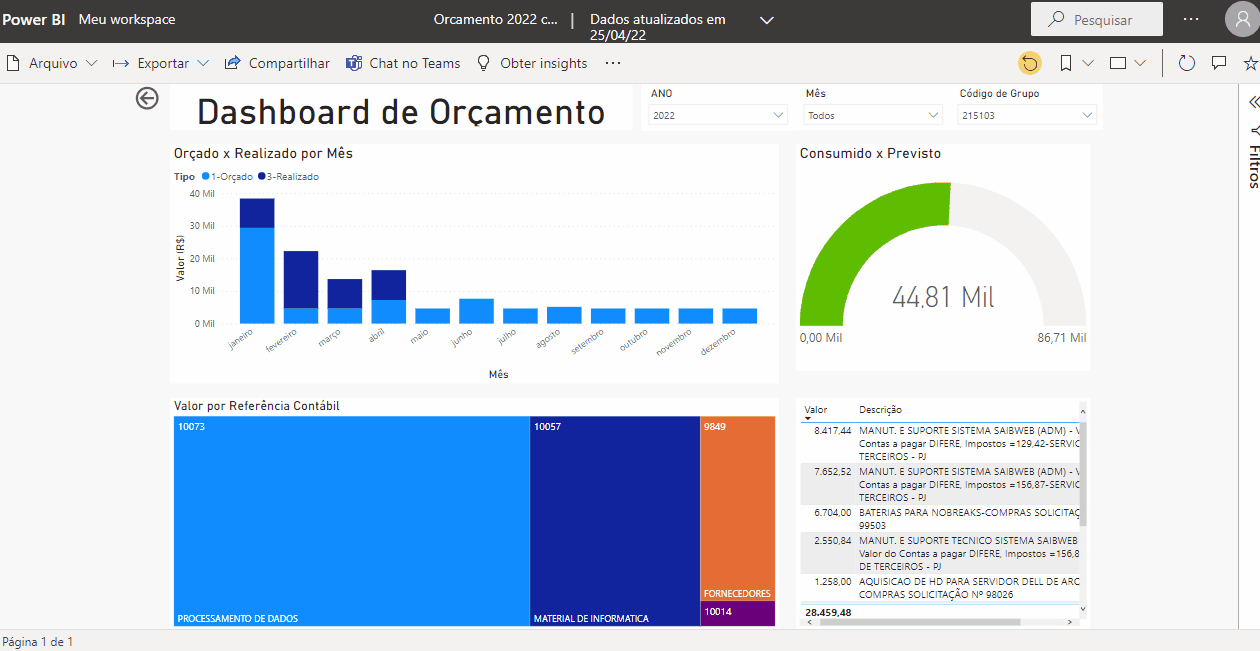 Power BI Meu workspace
Orcamento 2022 c... | Dados atualizados em 25/04/22
Pesquisar
Arquivo Exportar Compartilhar Chat no Teams Obter insights ...
Dashboard de Orçamento
ANO Mês Código de Grupo
2022 Todos 215103
Filtros
Orçado x Realizado por Mês
Tipo 1-Orçado 3-Realizado
Valor (R$)
40 Mil
30 Mil
20 Mil
10 Mil
0 Mil
janeiro fevereiro março abril maio junho julho agosto setembro outubro novembro dezembro
Mês
Consumido x Previsto
44,81 Mil
0,00 Mil 86,71 Mil
Valor por Referência Contábil
10073 10057 9849
FORNECEDORES
10014
PROCESSAMENTO DE DADOS MATERIAL DE INFORMATICA
Valor Descrição
8.417,44 MANUT. E SUPORTE SISTEMA SAIBWEB (ADM) - V
Contas a pagar DIFERE, Impostos =129,42-SERVIC
TERCEIROS - PJ
7.652,52 MANUT. E SUPORTE SISTEMA SAIBWEB (ADM) - V
Contas a pagar DIFERE, Impostos =156,87-SERVIC
TERCEIROS - PJ
6.704,00 BATERIAS PARA NOBREAKS-COMPRAS SOLICITAÇ
99503
2.550,84 MANUT. E SUPORTE TECNICO SISTEMA SAIBWEB
Valor do Contas a pagar DIFERE, Impostos =156,8
DE TERCEIROS - PJ
1.258,00 AQUISICAO DE HD PARA SERVIDOR DELL DE ARC
COMPRAS SOLICITAÇÃO Nº 98026
28.459,48
Página 1 de 1